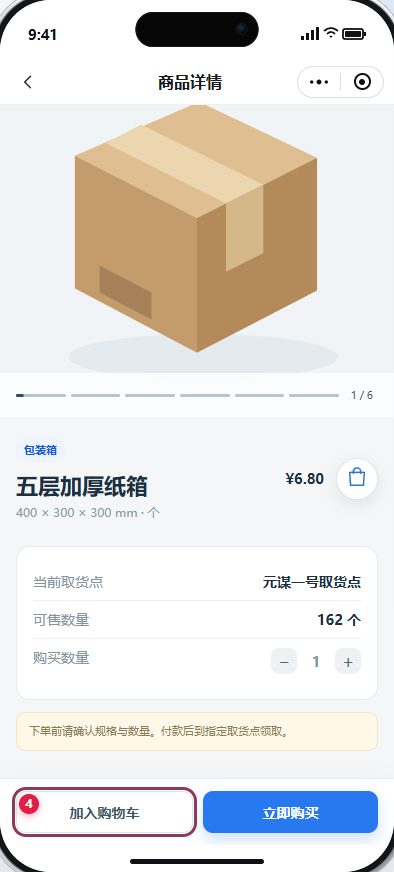 9:41
商品详情
1 / 6
包装箱
五层加厚纸箱
¥6.80
400 × 300 × 300 mm · 个
当前取货点
元谋一号取货点
可售数量
162 个
购买数量
− 1 +
下单前请确认规格与数量。付款后到指定取货点领取。
4
加入购物车
立即购买